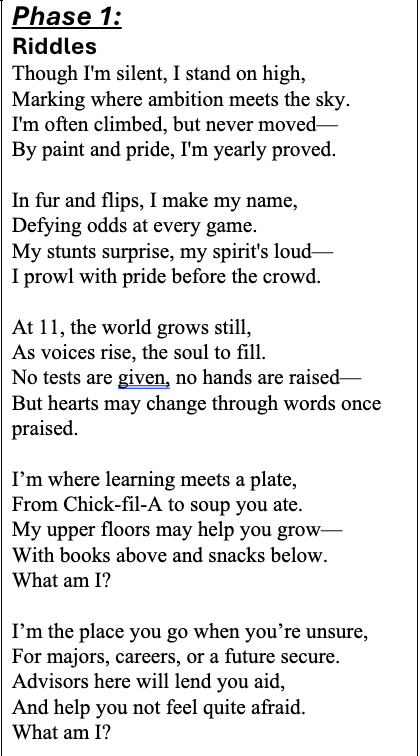 Phase 1:
Riddles
Though I'm silent, I stand on high,
Marking where ambition meets the sky.
I'm often climbed, but never moved—
By paint and pride, I'm yearly proved.
In fur and flips, I make my name,
Defying odds at every game.
My stunts surprise, my spirit's loud—
I prowl with pride before the crowd.
At 11, the world grows still,
As voices rise, the soul to fill.
No tests are given, no hands are raised—
But hearts may change through words once
praised.
I’m where learning meets a plate,
From Chick-fil-A to soup you ate.
My upper floors may help you grow—
With books above and snacks below.
What am I?
I’m the place you go when you’re unsure,
For majors, careers, or a future secure.
Advisors here will lend you aid,
And help you not feel quite afraid.
What am I?